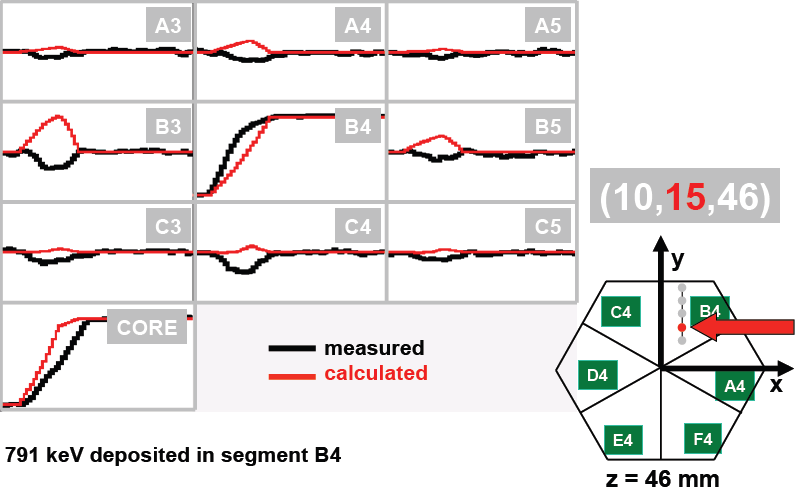 A3
A4
A5
B3
B4
B5
C3
C4
C5
CORE
measured
calculated
791 keV deposited in segment B4
(10,15,46)
y
C4
B4
D4
A4
x
E4
F4
z = 46 mm